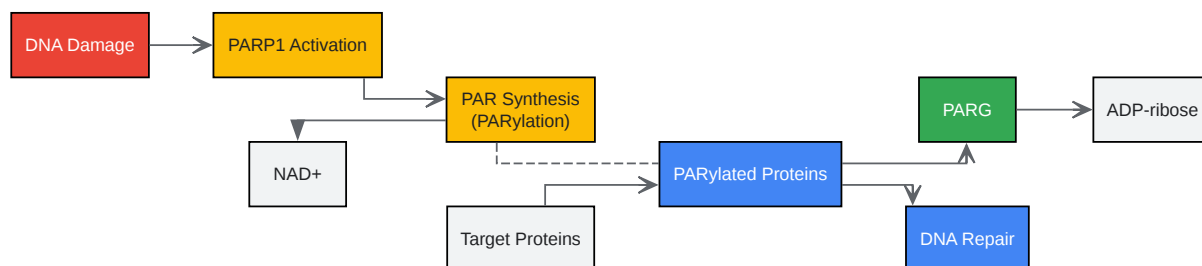 DNA Damage
PARP1 Activation
PAR Synthesis
(PARylation)
PARG
ADP-ribose
NAD+
PARylated Proteins
Target Proteins
DNA Repair